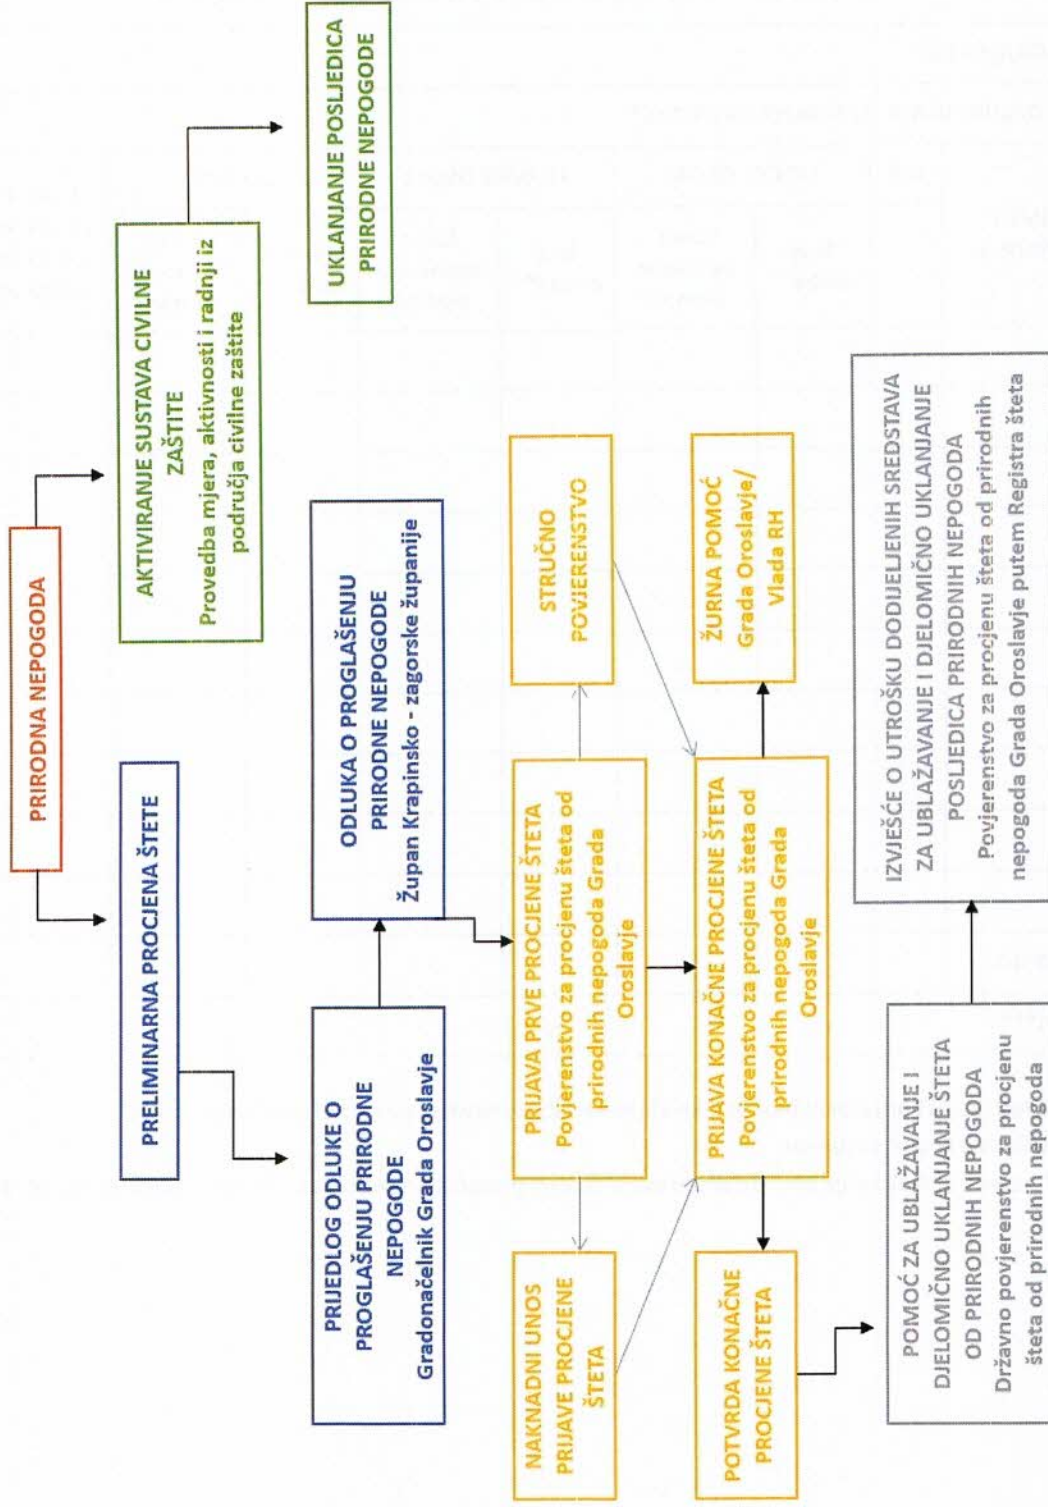 PRIRODNA NEPOGODA
PRELIMINARNA PROCJENA ŠTETE
AKTIVIRANJE SUSTAVA CIVILNE
ZAŠTITE
Provedba mjera, aktivnosti i radnji iz
područja civilne zaštite
PRIJEDLOG ODLUKE O
PROGLAŠENJU PRIRODNE
NEPOGODE
Gradonačelnik Grada Oroslavje
ODLUKA O PROGLAŠENJU
PRIRODNE NEPOGODE
Župan Krapinsko - zagorske županije
UKLANJANJE POSLJEDICA
PRIRODNE NEPOGODE
NAKNADNI UNOS
PRIJAVE PROCJENE
ŠTETA
PRIJAVA PRVE PROCJENE ŠTETA
Povjerenstvo za procjenu šteta od
prirodnih nepogoda Grada
Oroslavje
STRUČNO
POVJERENSTVO
POTVRDA KONAČNE
PROCJENE ŠTETA
PRIJAVA KONAČNE PROCJENE ŠTETA
Povjerenstvo za procjenu šteta od
prirodnih nepogoda Grada
Oroslavje
ŽURNA POMOĆ
Grada Oroslavje/
Vlada RH
POMOĆ ZA UBLAŽAVANJE I
DJELOMIČNO UKLANJANJE ŠTETA
OD PRIRODNIH NEPOGODA
Državno povjerenstvo za procjenu
šteta od prirodnih nepogoda
IZVJEŠĆE O UTROŠKU DODIJELJENIH SREDSTAVA
ZA UBLAŽAVANJE I DJELOMIČNO UKLANJANJE
POSLJEDICA PRIRODNIH NEPOGODA
Povjerenstvo za procjenu šteta od prirodnih
nepogoda Grada Oroslavje putem Registra šteta